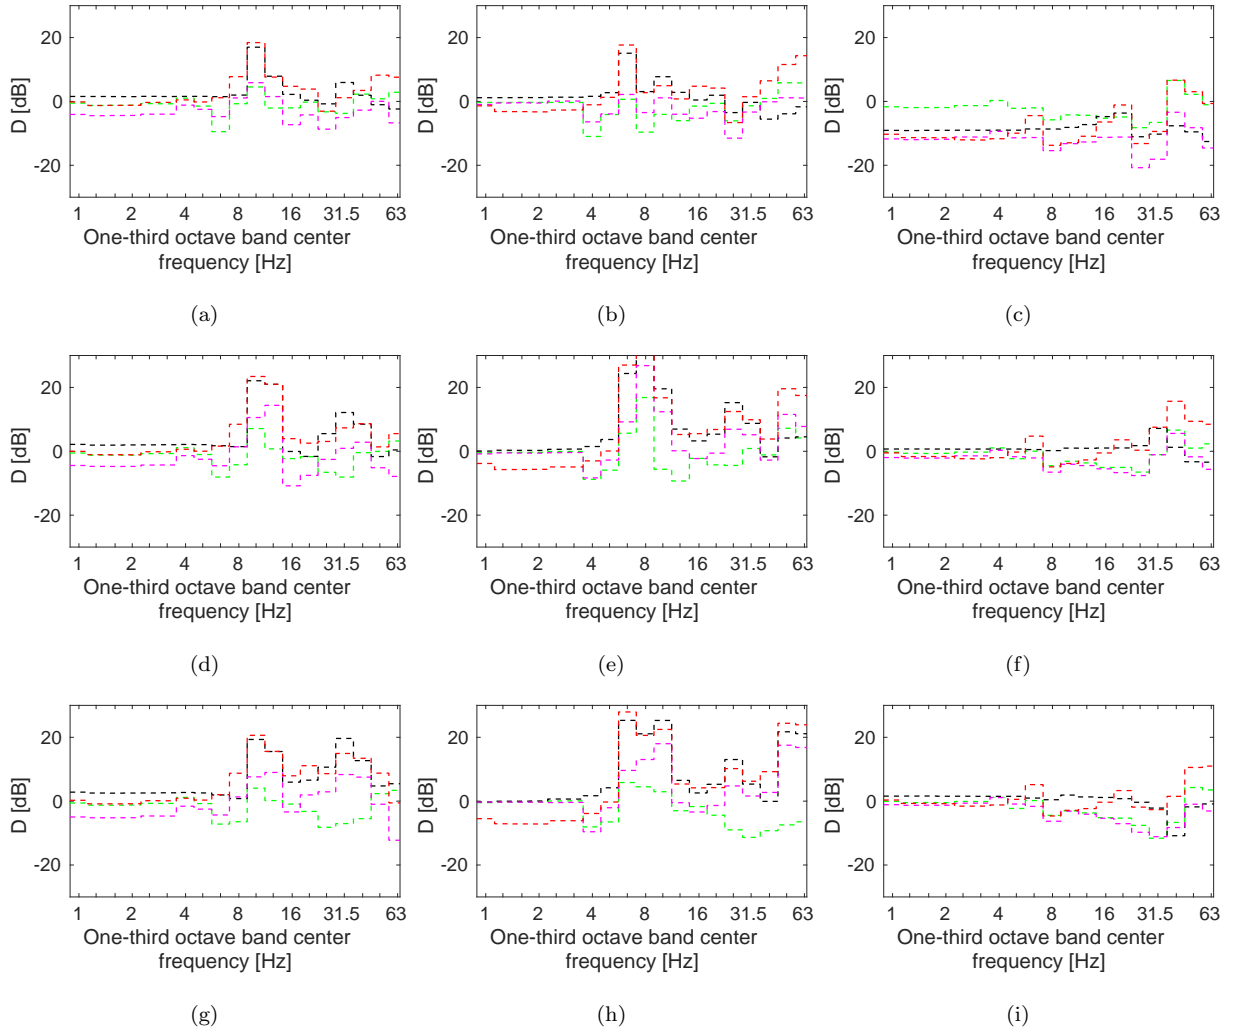 20
0
-20
D [dB]
1 2 4 8 16 31.5 63
One-third octave band center
frequency [Hz]
(a)
20
0
-20
D [dB]
1 2 4 8 16 31.5 63
One-third octave band center
frequency [Hz]
(b)
20
0
-20
D [dB]
1 2 4 8 16 31.5 63
One-third octave band center
frequency [Hz]
(c)
20
0
-20
D [dB]
1 2 4 8 16 31.5 63
One-third octave band center
frequency [Hz]
(d)
20
0
-20
D [dB]
1 2 4 8 16 31.5 63
One-third octave band center
frequency [Hz]
(e)
20
0
-20
D [dB]
1 2 4 8 16 31.5 63
One-third octave band center
frequency [Hz]
(f)
20
0
-20
D [dB]
1 2 4 8 16 31.5 63
One-third octave band center
frequency [Hz]
(g)
20
0
-20
D [dB]
1 2 4 8 16 31.5 63
One-third octave band center
frequency [Hz]
(h)
20
0
-20
D [dB]
1 2 4 8 16 31.5 63
One-third octave band center
frequency [Hz]
(i)